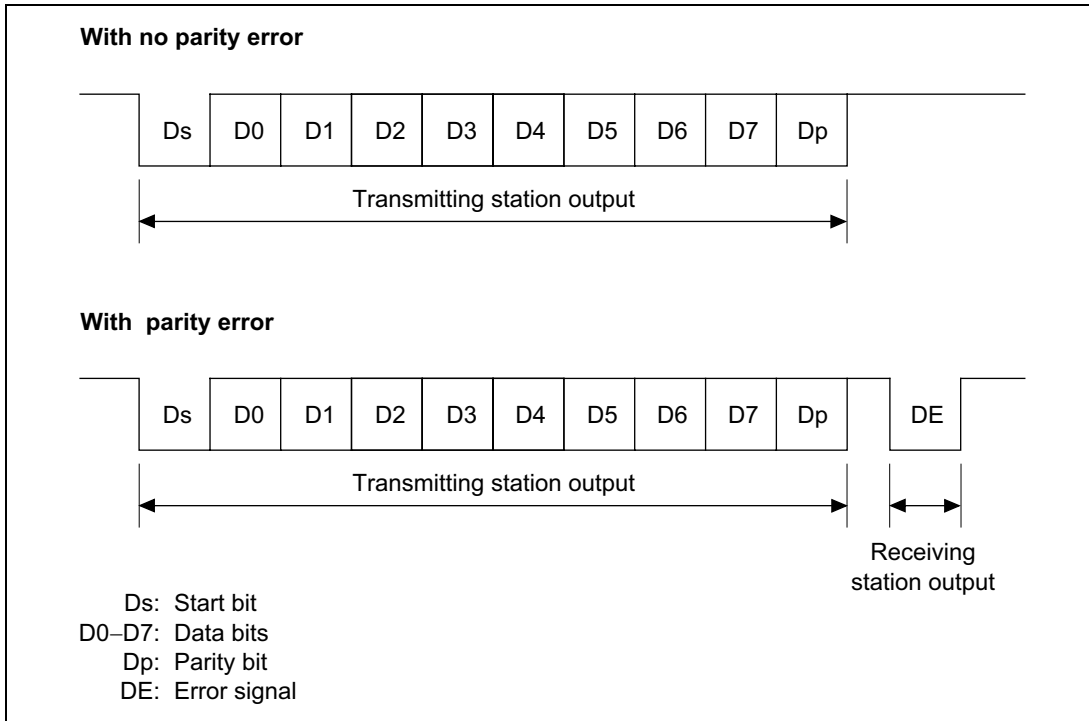 With no parity error
Ds D0 D1 D2 D3 D4 D5 D6 D7 Dp
Transmitting station output
With parity error
Ds D0 D1 D2 D3 D4 D5 D6 D7 Dp DE
Transmitting station output
Receiving
station output
Ds: Start bit
D0–D7: Data bits
Dp: Parity bit
DE: Error signal